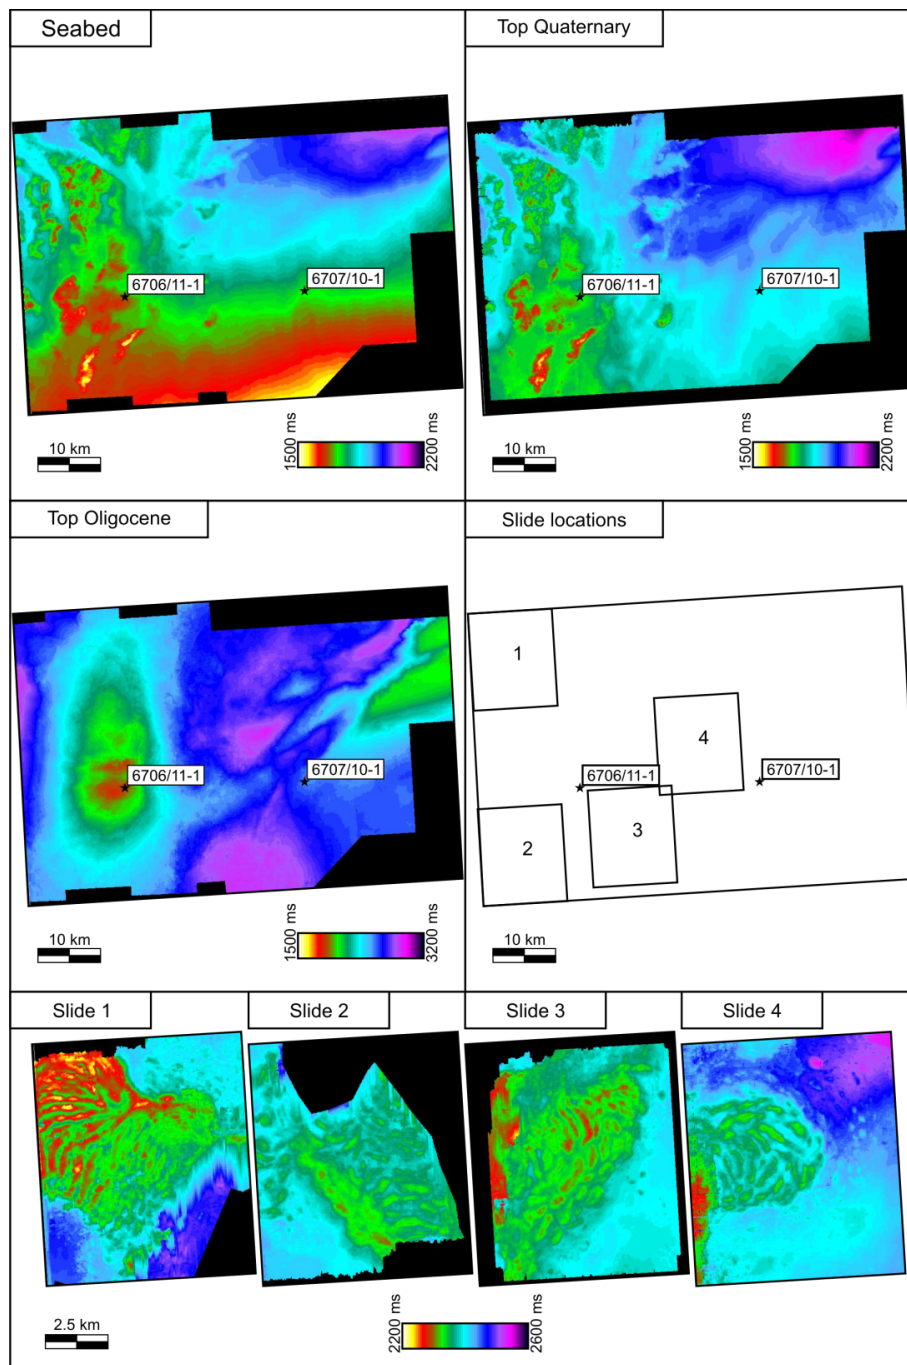 Seabed
Top Quaternary
6706/11-1
6707/10-1
6706/11-1
6707/10-1
10 km
1500 ms
2200 ms
10 km
1500 ms
2200 ms
Top Oligocene
Slide locations
6706/11-1
6707/10-1
1
4
6706/11-1
6707/10-1
2
3
10 km
1500 ms
3200 ms
10 km
Slide 1
Slide 2
Slide 3
Slide 4
2.5 km
2200 ms
2600 ms